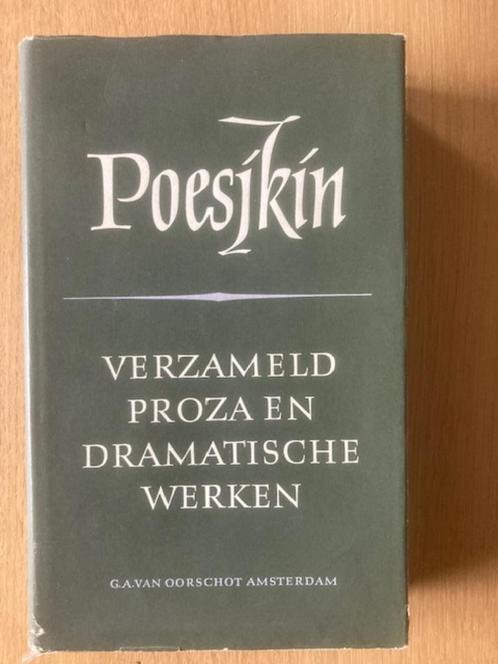 Poesjkin
VERZAMELD
PROZA EN
DRAMATISCHE
WERKEN
G.A.VAN OORSCHOT AMSTERDAM